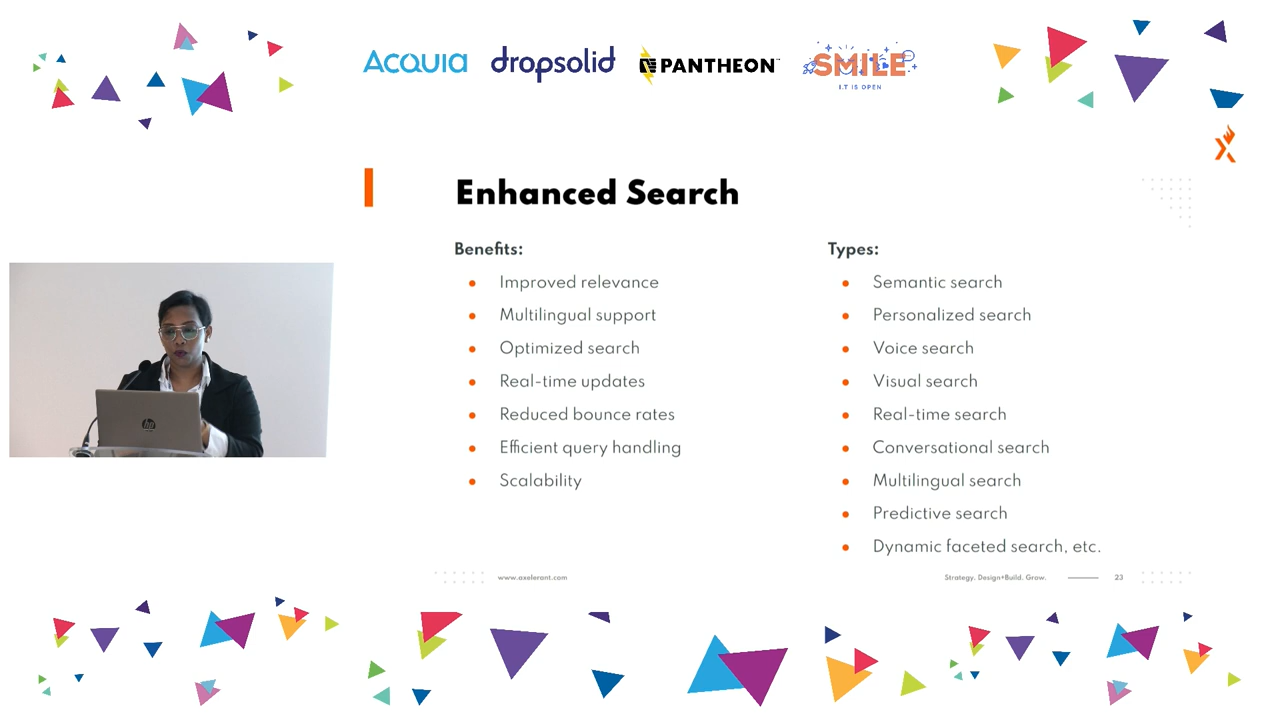 ACQUIA dropsolid PANTHEON SMILE
I.T IS OPEN
Enhanced Search
Benefits:
Improved relevance
Multilingual support
Optimized search
Real-time updates
Reduced bounce rates
Efficient query handling
Scalability
Types:
Semantic search
Personalized search
Voice search
Visual search
Real-time search
Conversational search
Multilingual search
Predictive search
Dynamic faceted search, etc.
hp
www.axelerant.com
Strategy. Design+Build. Grow.
23